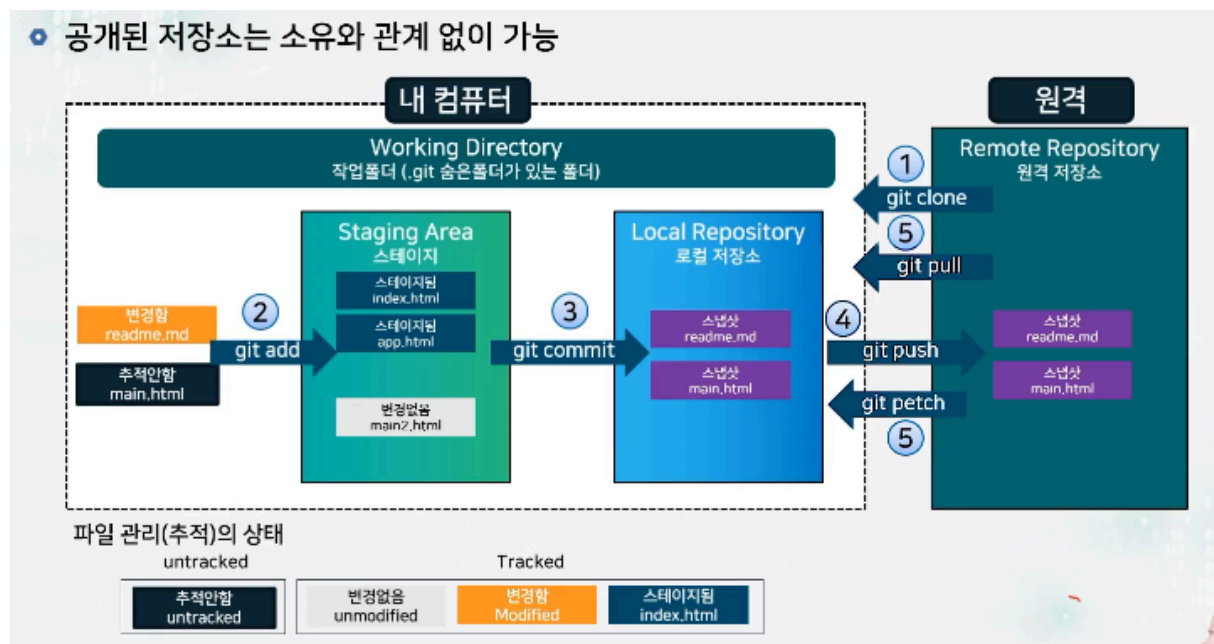 공개된 저장소는 소유와 관계 없이 가능
내 컴퓨터
원격
Working Directory
작업폴더 (.git 숨은폴더가 있는 폴더)
Remote Repository
원격 저장소
1
git clone
5
git pull
Staging Area
스테이지
스테이지됨
index.html
스테이지됨
app.html
변경없음
main2.html
Local Repository
로컬 저장소
스냅샷
readme.md
스냅샷
main.html
변경함
readme.md
추적안함
main.html
2
git add
3
git commit
4
git push
git petch
5
스냅샷
readme.md
스냅샷
main.html
파일 관리(추적)의 상태
untracked
Tracked
추적안함
untracked
변경없음
unmodified
변경함
Modified
스테이지됨
index.html